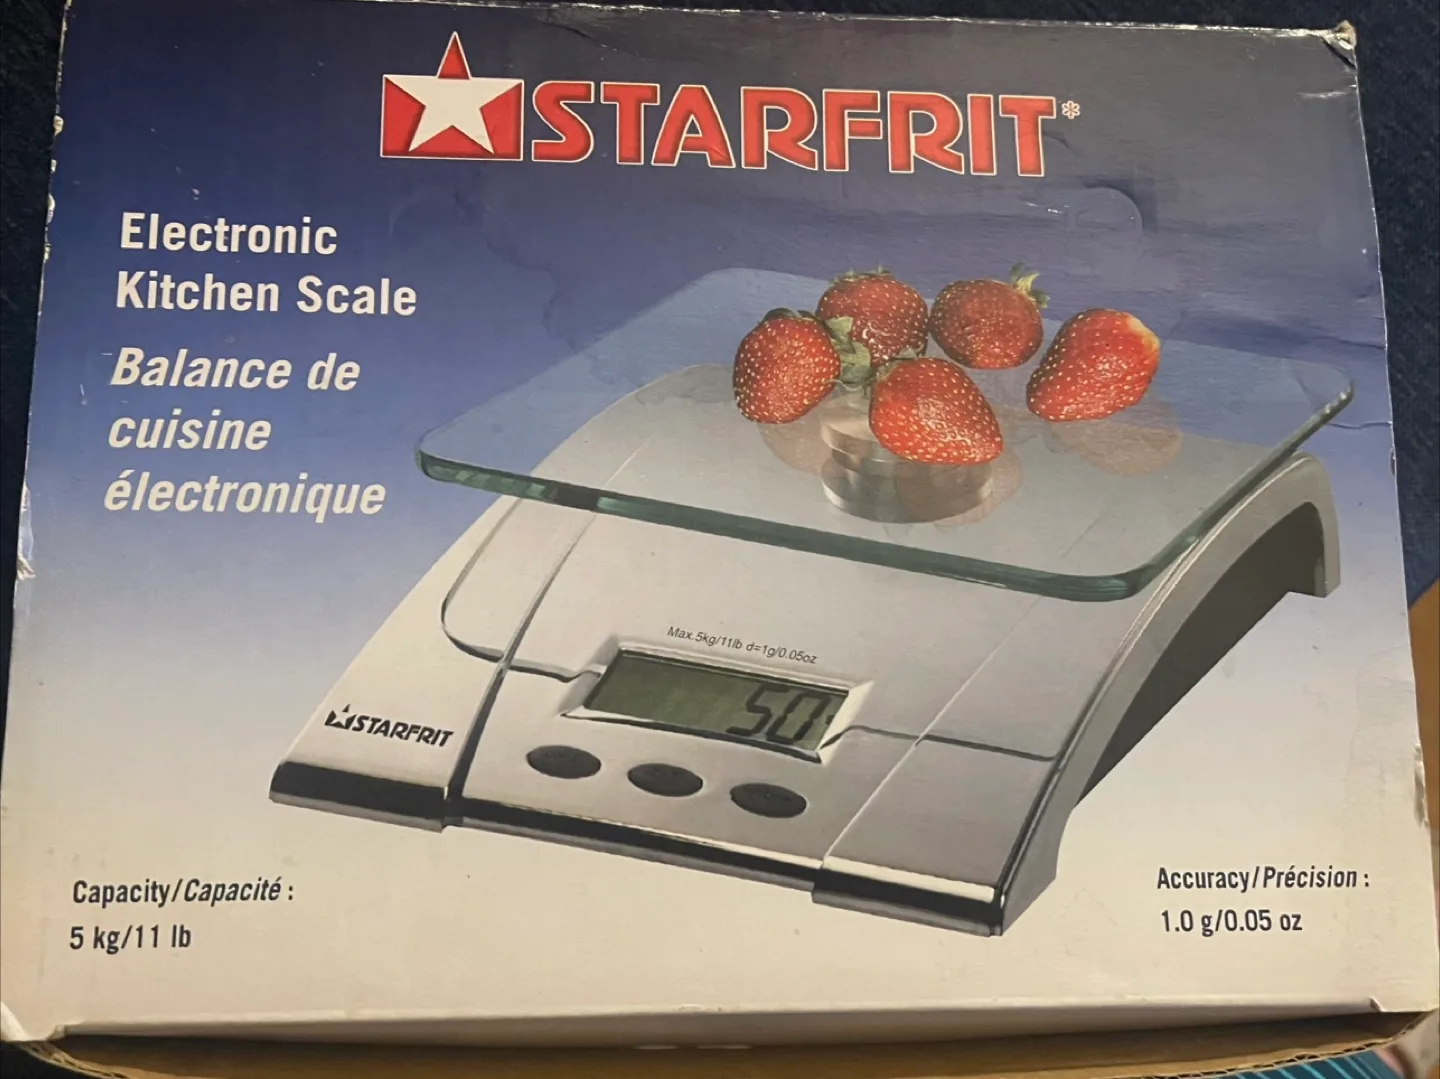 STARFRIT*
Electronic
Kitchen Scale
Balance de
cuisine
électronique
Max.5kg/11lb d=1g/0.05oz
50
STARFRIT
Capacity/Capacité :
5 kg/11 lb
Accuracy/Précision :
1.0 g/0.05 oz